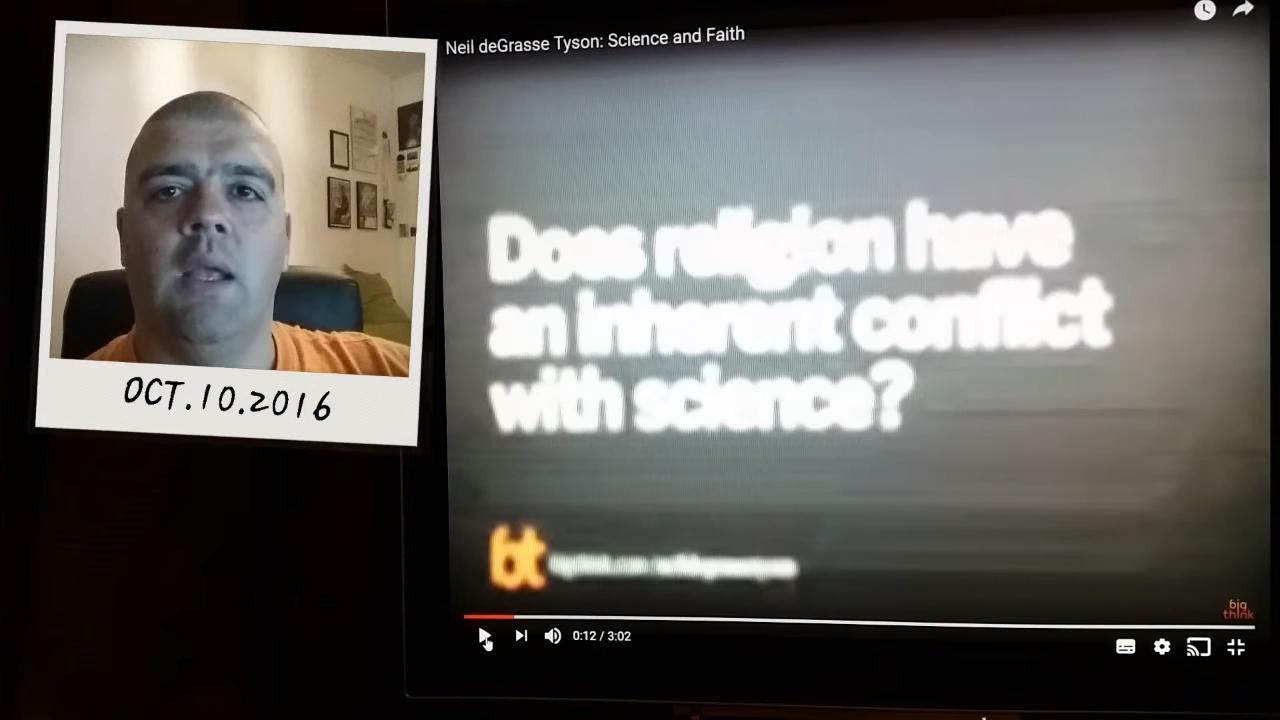 Neil deGrasse Tyson: Science and Faith
OCT.10.2016
Does religion have
an inherent conflict
with science?
bt
big
think
0:12 / 3:02